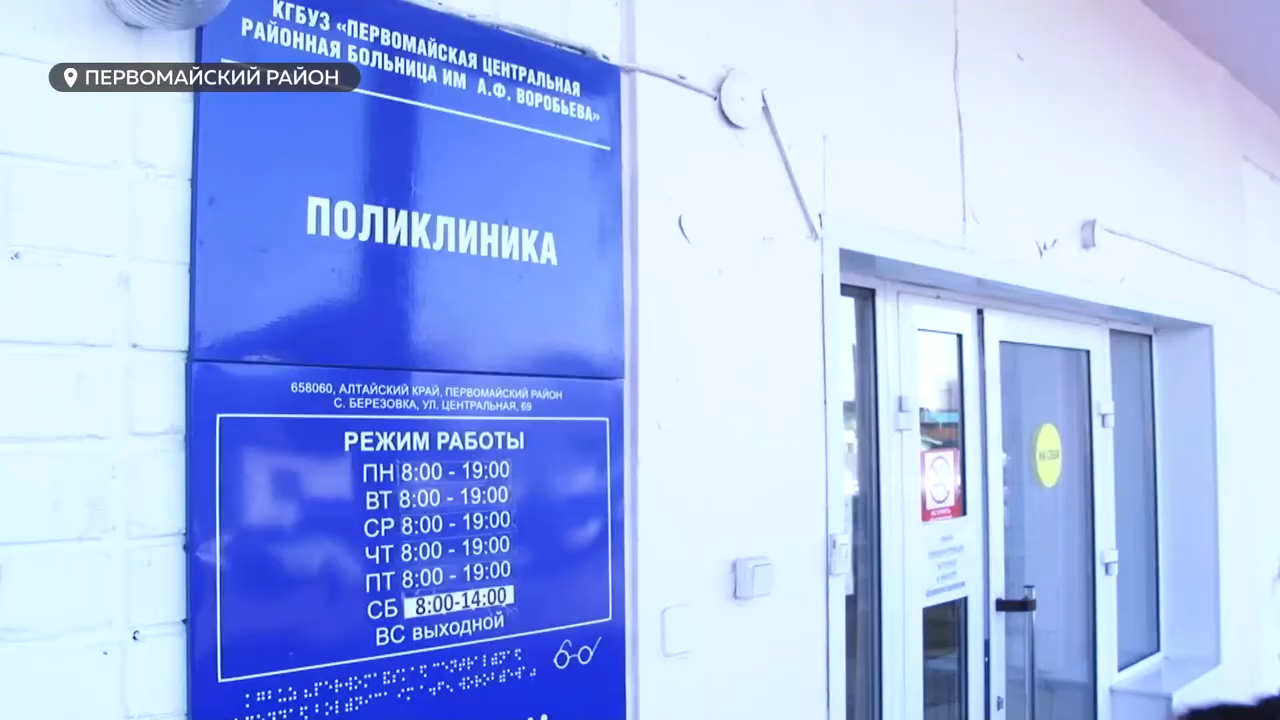 КГБУЗ «ПЕРВОМАЙСКАЯ ЦЕНТРАЛЬНАЯ
РАЙОННАЯ БОЛЬНИЦА ИМ А.Ф. ВОРОБЬЕВА»
ПЕРВОМАЙСКИЙ РАЙОН
ПОЛИКЛИНИКА
658060, АЛТАЙСКИЙ КРАЙ, ПЕРВОМАЙСКИЙ РАЙОН
С. БЕРЕЗОВКА, УЛ. ЦЕНТРАЛЬНАЯ, 69
РЕЖИМ РАБОТЫ
ПН 8:00 - 19:00
ВТ 8:00 - 19:00
СР 8:00 - 19:00
ЧТ 8:00 - 19:00
ПТ 8:00 - 19:00
СБ 8:00-14:00
ВС выходной
НА СЕБЯ